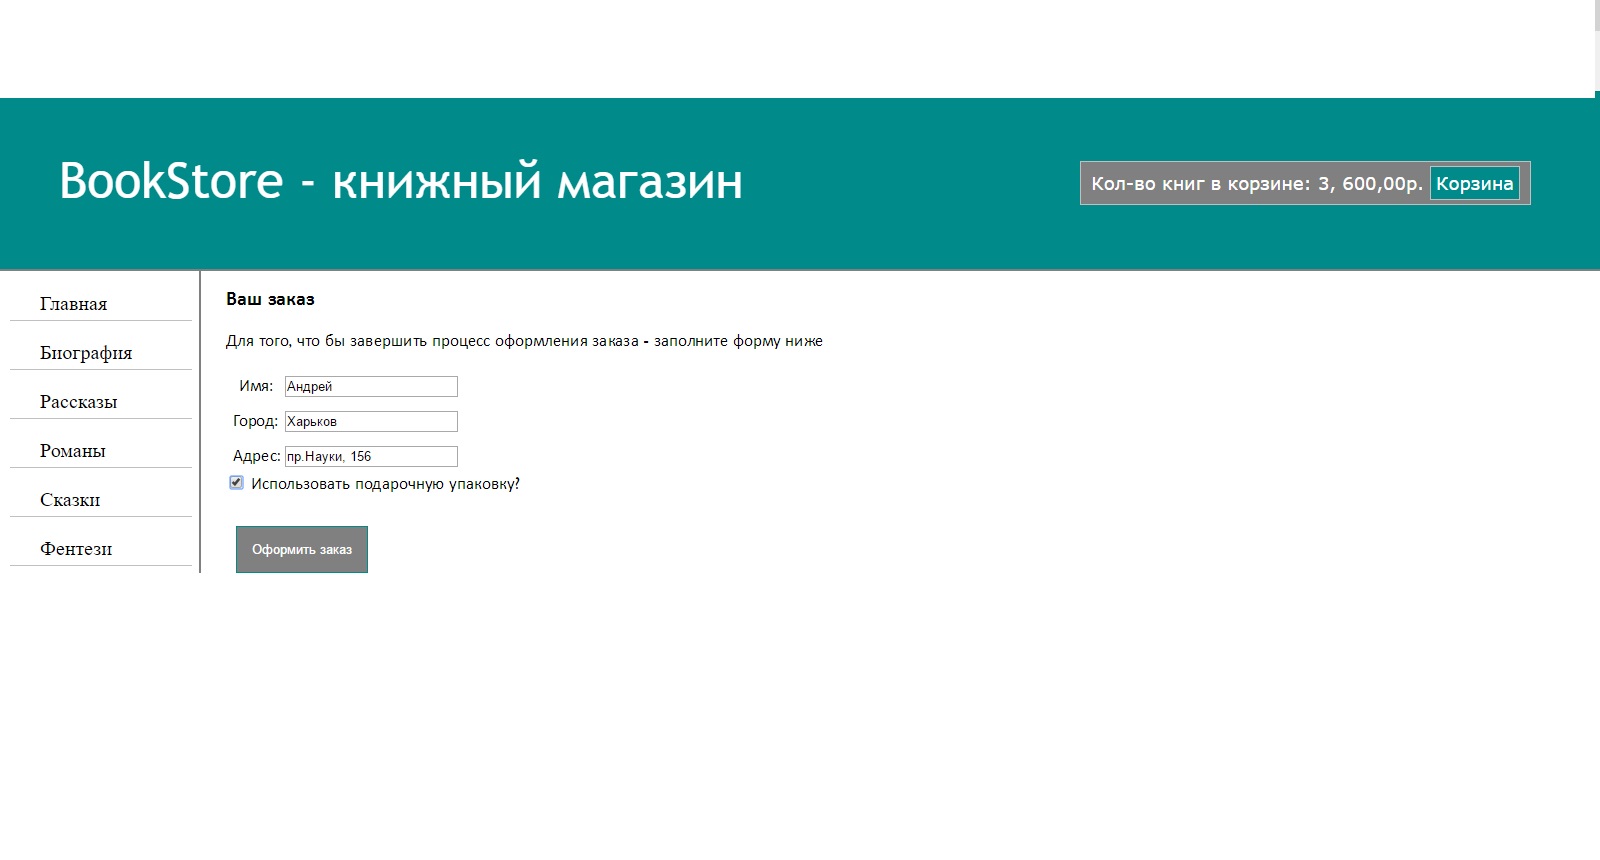 BookStore - книжный магазин
Кол-во книг в корзине: 3, 600,00р. Корзина
Главная
Биография
Рассказы
Романы
Сказки
Фентези
Ваш заказ
Для того, что бы завершить процесс оформления заказа - заполните форму ниже
Имя: Андрей
Город: Харьков
Адрес: пр.Науки, 156
Использовать подарочную упаковку?
Оформить заказ